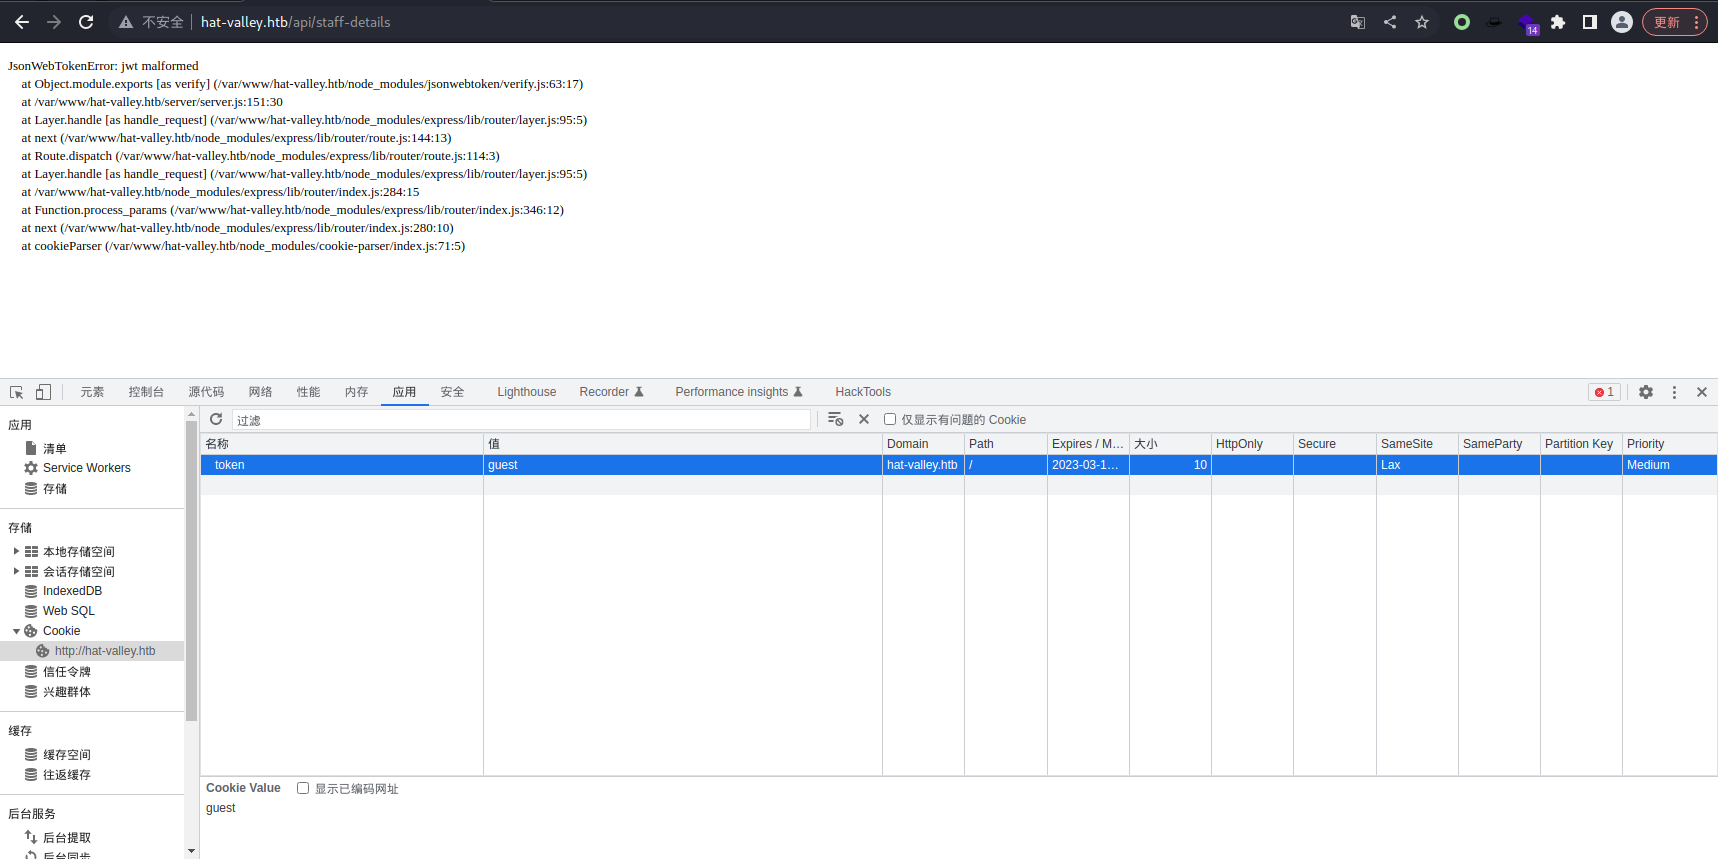 不安全 hat-valley.htb/api/staff-details 14 更新
JsonWebTokenError: jwt malformed
at Object.module.exports [as verify] (/var/www/hat-valley.htb/node_modules/jsonwebtoken/verify.js:63:17)
at /var/www/hat-valley.htb/server/server.js:151:30
at Layer.handle [as handle_request] (/var/www/hat-valley.htb/node_modules/express/lib/router/layer.js:95:5)
at next (/var/www/hat-valley.htb/node_modules/express/lib/router/route.js:144:13)
at Route.dispatch (/var/www/hat-valley.htb/node_modules/express/lib/router/route.js:114:3)
at Layer.handle [as handle_request] (/var/www/hat-valley.htb/node_modules/express/lib/router/layer.js:95:5)
at /var/www/hat-valley.htb/node_modules/express/lib/router/index.js:284:15
at Function.process_params (/var/www/hat-valley.htb/node_modules/express/lib/router/index.js:346:12)
at next (/var/www/hat-valley.htb/node_modules/express/lib/router/index.js:280:10)
at cookieParser (/var/www/hat-valley.htb/node_modules/cookie-parser/index.js:71:5)
元素 控制台 源代码 网络 性能 内存 应用 安全 Lighthouse Recorder Performance insights HackTools 1
应用
清单
Service Workers
存储
存储
本地存储空间
会话存储空间
IndexedDB
Web SQL
Cookie
http://hat-valley.htb
信任令牌
兴趣群体
缓存
缓存空间
往返缓存
后台服务
后台提取
后台同步
过滤 仅显示有问题的 Cookie
名称 值 Domain Path Expires / M... 大小 HttpOnly Secure SameSite SameParty Partition Key Priority
token guest hat-valley.htb / 2023-03-1... 10 Lax Medium
Cookie Value 显示已编码网址
guest